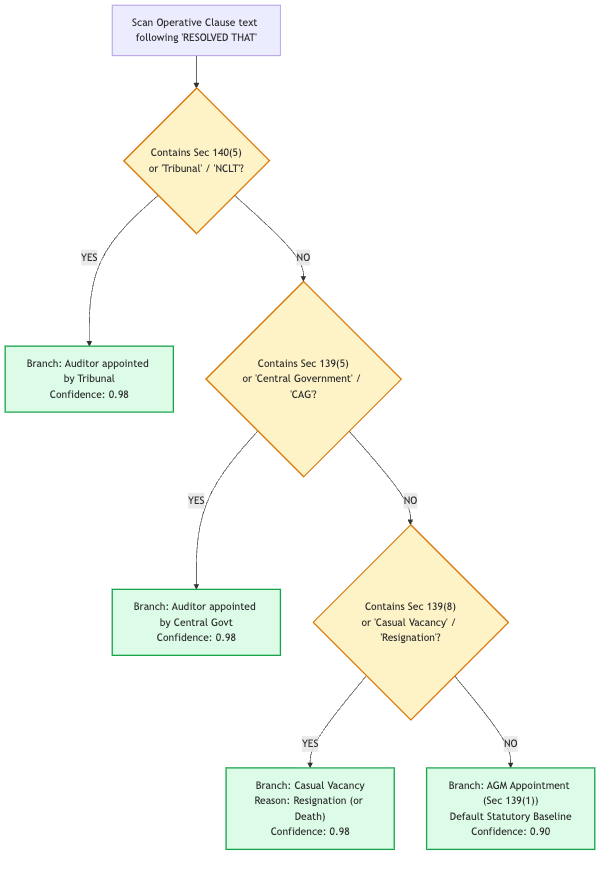 Scan Operative Clause text
following 'RESOLVED THAT'
Contains Sec 140(5)
or 'Tribunal' / 'NCLT'?
YES
NO
Branch: Auditor appointed
by Tribunal
Confidence: 0.98
Contains Sec 139(5)
or 'Central Government' /
'CAG'?
YES
NO
Branch: Auditor appointed
by Central Govt
Confidence: 0.98
Contains Sec 139(8)
or 'Casual Vacancy' /
'Resignation'?
YES
NO
Branch: Casual Vacancy
Reason: Resignation (or
Death)
Confidence: 0.98
Branch: AGM Appointment
(Sec 139(1))
Default Statutory Baseline
Confidence: 0.90